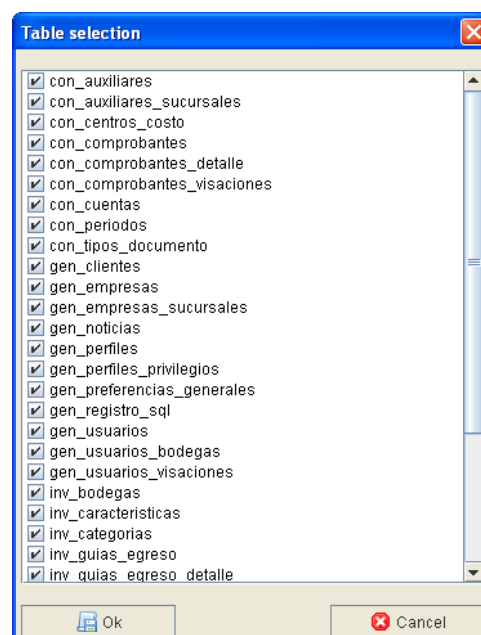 Table selection
con_auxiliares
con_auxiliares_sucursales
con_centros_costo
con_comprobantes
con_comprobantes_detalle
con_comprobantes_visaciones
con_cuentas
con_periodos
con_tipos_documento
gen_clientes
gen_empresas
gen_empresas_sucursales
gen_noticias
gen_perfiles
gen_perfiles_privilegios
gen_preferencias_generales
gen_registro_sql
gen_usuarios
gen_usuarios_bodegas
gen_usuarios_visaciones
inv_bodegas
inv_caracteristicas
inv_categorias
inv_guias_egreso
inv_guias_egreso_detalle
Ok Cancel